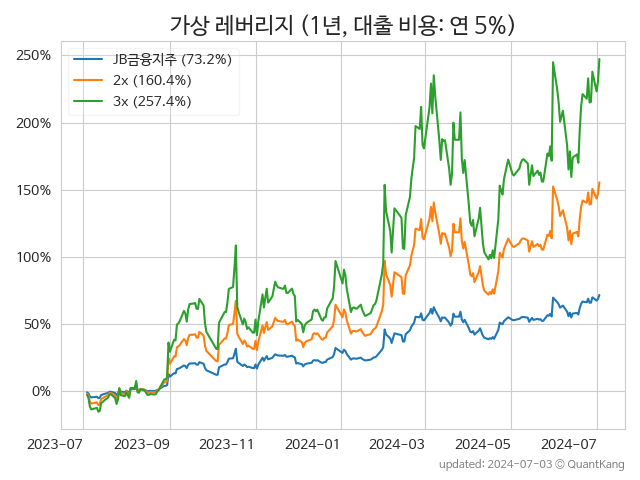 가상 레버리지 (1년, 대출 비용: 연 5%)
JB금융지주 (73.2%)
2x (160.4%)
3x (257.4%)
250%
200%
150%
100%
50%
0%
2023-07 2023-09 2023-11 2024-01 2024-03 2024-05 2024-07
updated: 2024-07-03 © QuantKang